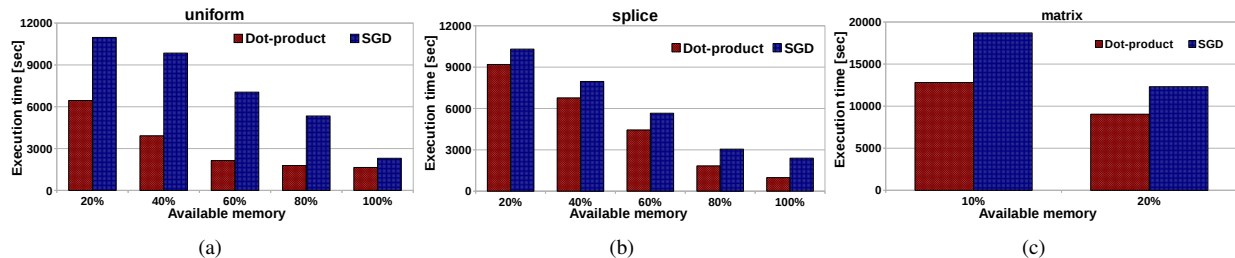 uniform
Execution time [sec]
12000
9000
6000
3000
0
Dot-product SGD
20% 40% 60% 80% 100%
Available memory
(a)
splice
Execution time [sec]
12000
9000
6000
3000
0
Dot-product SGD
20% 40% 60% 80% 100%
Available memory
(b)
matrix
Execution time [sec]
20000
15000
10000
5000
0
Dot-product SGD
10% 20%
Available memory
(c)